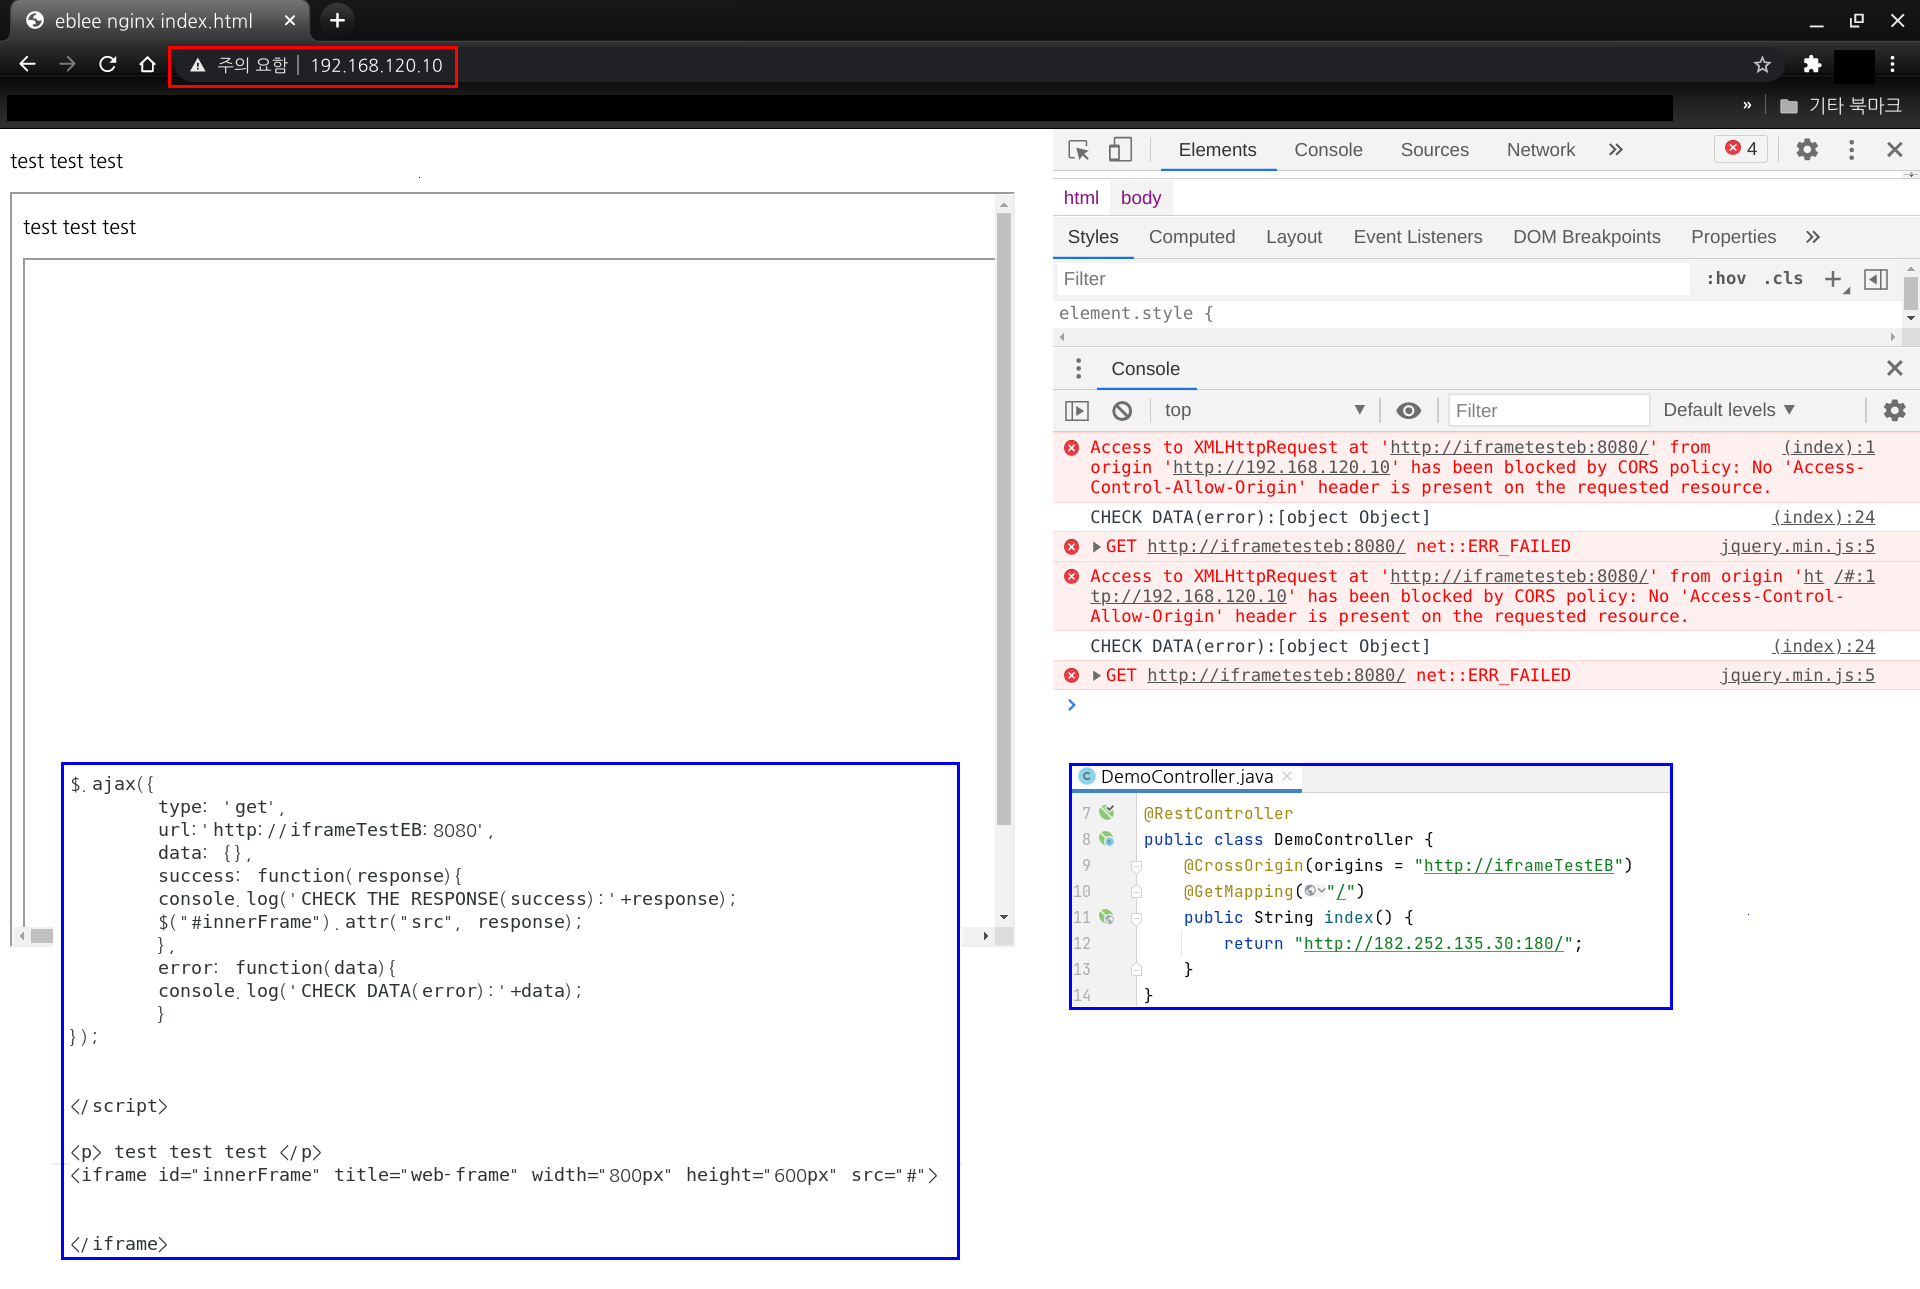 eblee nginx index.html
주의 요함 | 192.168.120.10
» 기타 북마크
test test test
test test test
Elements Console Sources Network » 4
html body
Styles Computed Layout Event Listeners DOM Breakpoints Properties »
Filter :hov .cls +
element.style {
Console
top ▼ Filter Default levels ▼
Access to XMLHttpRequest at 'http://iframetesteb:8080/' from (index):1
origin 'http://192.168.120.10' has been blocked by CORS policy: No 'Access-
Control-Allow-Origin' header is present on the requested resource.
CHECK DATA(error):[object Object] (index):24
GET http://iframetesteb:8080/ net::ERR_FAILED jquery.min.js:5
Access to XMLHttpRequest at 'http://iframetesteb:8080/' from origin 'ht /#:1
tp://192.168.120.10' has been blocked by CORS policy: No 'Access-Control-
Allow-Origin' header is present on the requested resource.
CHECK DATA(error):[object Object] (index):24
GET http://iframetesteb:8080/ net::ERR_FAILED jquery.min.js:5
$.ajax({
type: 'get',
url:'http://iframeTestEB:8080',
data: {},
success: function(response){
console.log('CHECK THE RESPONSE(success):'+response);
$("#innerFrame").attr("src", response);
},
error: function(data){
console.log('CHECK DATA(error):'+data);
}
});
</script>
<p> test test test </p>
<iframe id="innerFrame" title="web-frame" width="800px" height="600px" src="#">
</iframe>
DemoController.java
7 @RestController
8 public class DemoController {
9 @CrossOrigin(origins = "http://iframeTestEB")
10 @GetMapping("/")
11 public String index() {
12 return "http://182.252.135.30:180/";
13 }
14 }